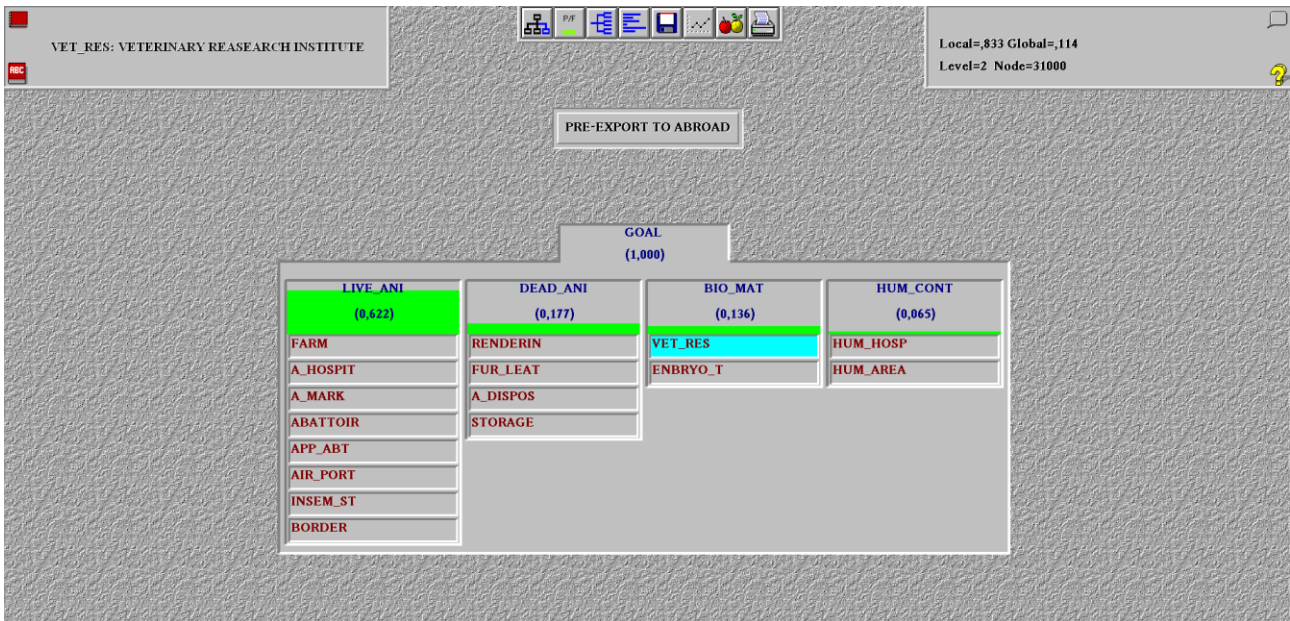 VET_RES: VETERINARY REASEARCH INSTITUTE
ABC
P/F
Local=,833 Global=,114
Level=2 Node=31000
PRE-EXPORT TO ABROAD
GOAL
(1,000)
LIVE_ANI
(0,622)
FARM
A_HOSPIT
A_MARK
ABATTOIR
APP_ABT
AIR_PORT
INSEM_ST
BORDER
DEAD_ANI
(0,177)
RENDERIN
FUR_LEAT
A_DISPOS
STORAGE
BIO_MAT
(0,136)
VET_RES
ENBRYO_T
HUM_CONT
(0,065)
HUM_HOSP
HUM_AREA